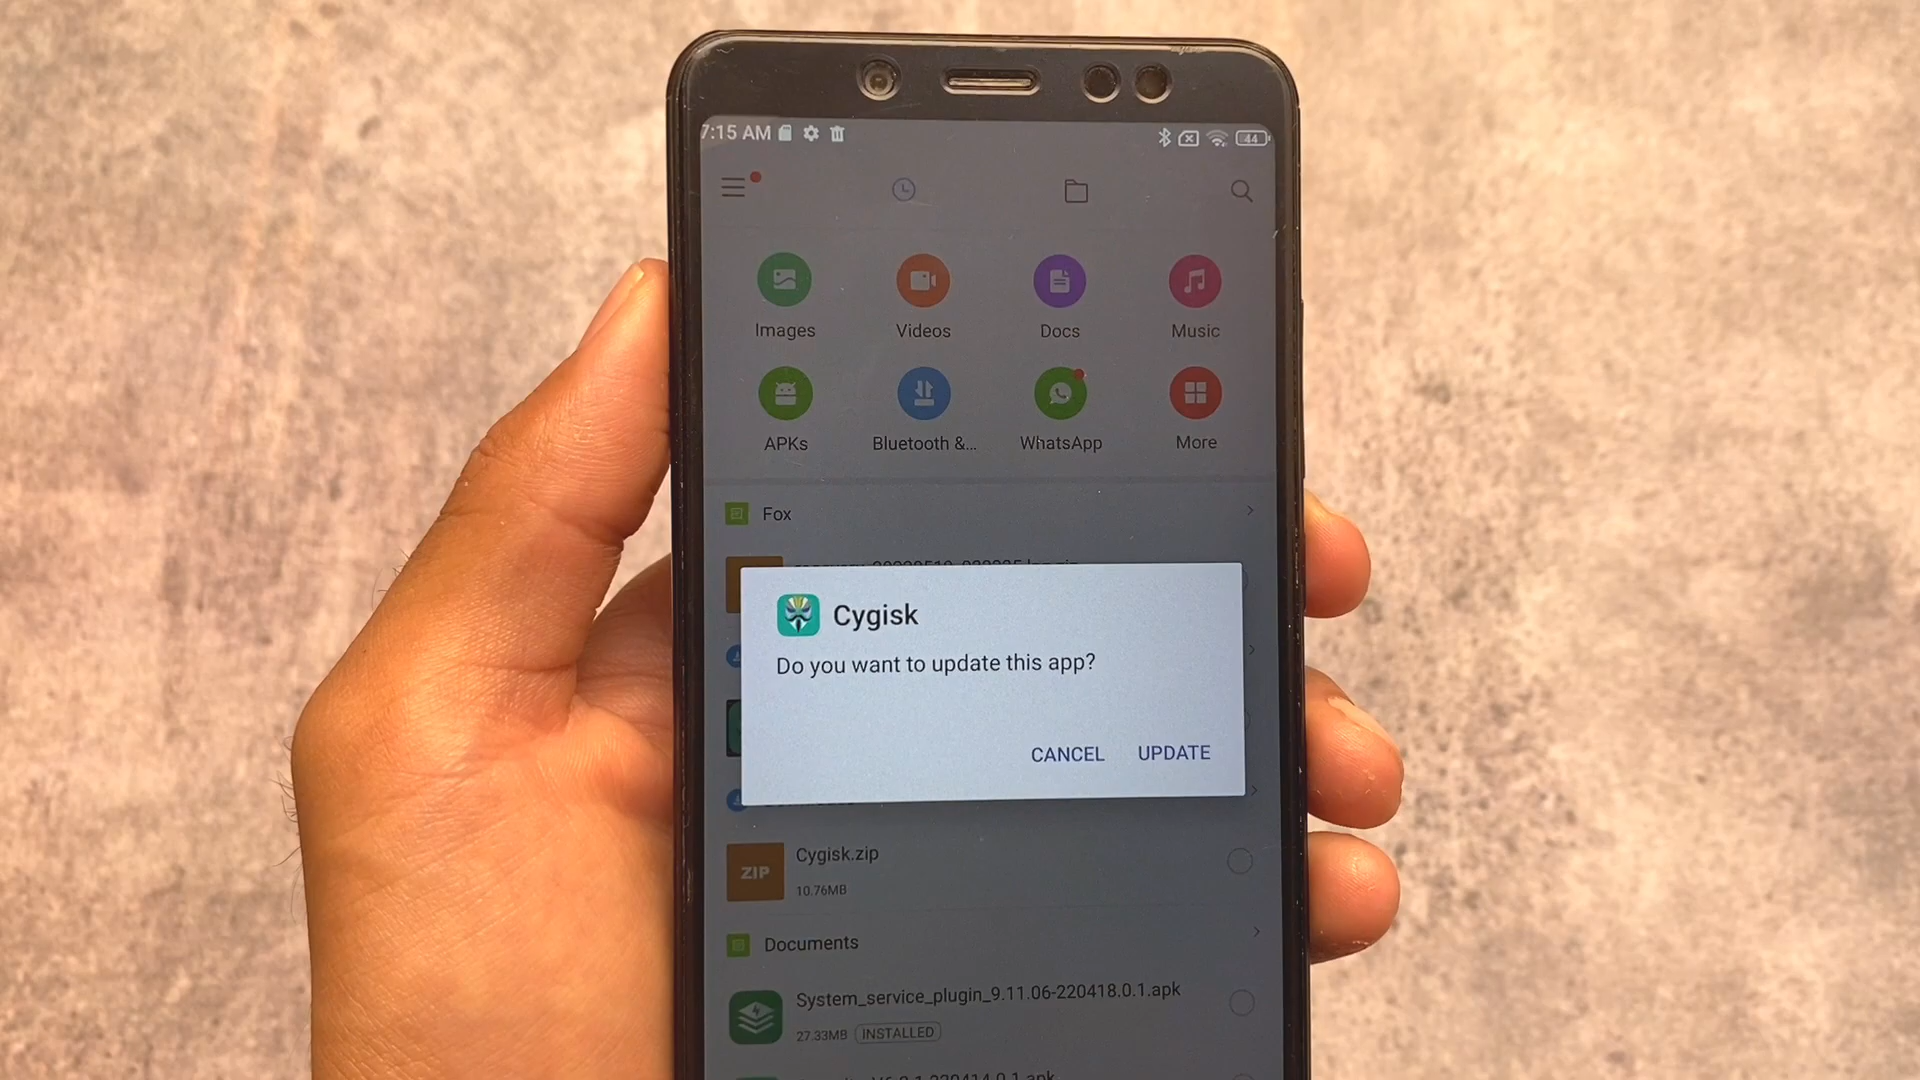 7:15 AM
44
Images
Videos
Docs
Music
APKs
Bluetooth &...
WhatsApp
More
Fox
Cygisk
Do you want to update this app?
CANCEL
UPDATE
ZIP
Cygisk.zip
10.76MB
Documents
System_service_plugin_9.11.06-220418.0.1.apk
27.33MB
INSTALLED